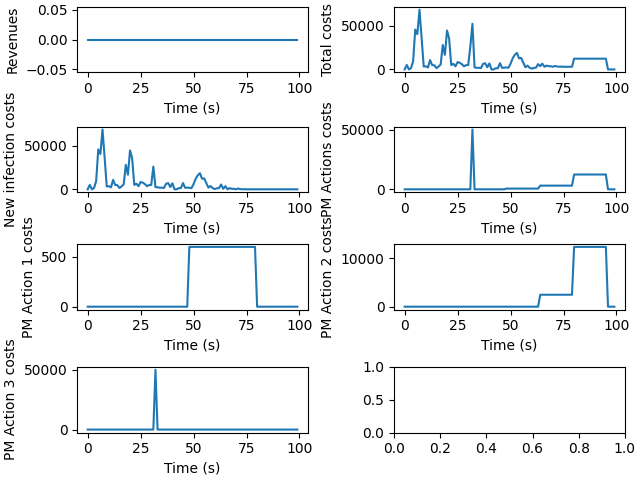 Revenues
0.05
0.00
−0.05
0 25 50 75 100
Time (s)
Total costs
50000
0
0 25 50 75 100
Time (s)
New infection costs
50000
0
0 25 50 75 100
Time (s)
PM Actions costs
50000
0
0 25 50 75 100
Time (s)
PM Action 1 costs
500
0
0 25 50 75 100
Time (s)
PM Action 2 costs
10000
0
0 25 50 75 100
Time (s)
PM Action 3 costs
50000
0
0 25 50 75 100
Time (s)
1.0
0.5
0.0
0.0 0.2 0.4 0.6 0.8 1.0